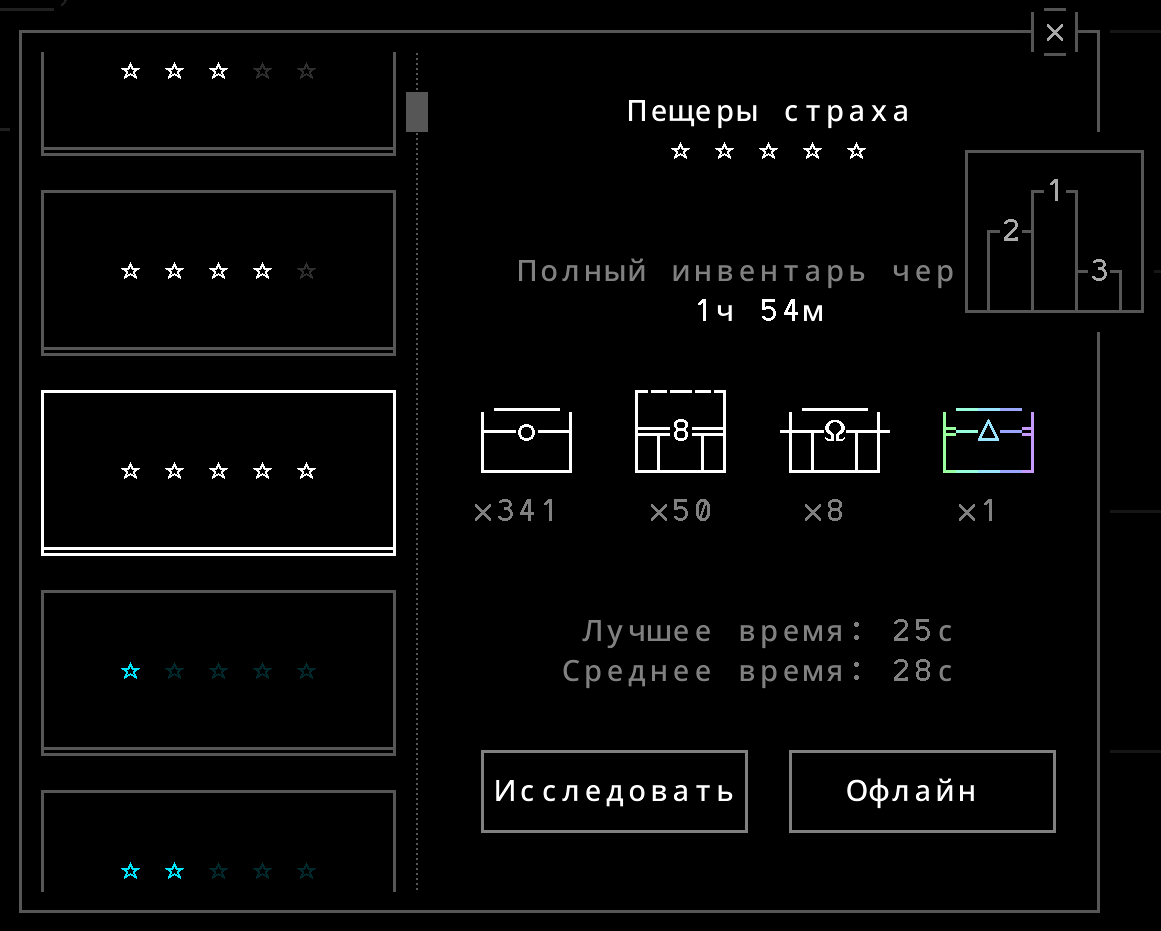 ×
Пещеры страха
☆ ☆ ☆ ☆ ☆
1
2
3
Полный инвентарь чер
1ч 54м
8 Ω Δ
×341 ×50 ×8 ×1
Лучшее время: 25с
Среднее время: 28с
Исследовать Офлайн